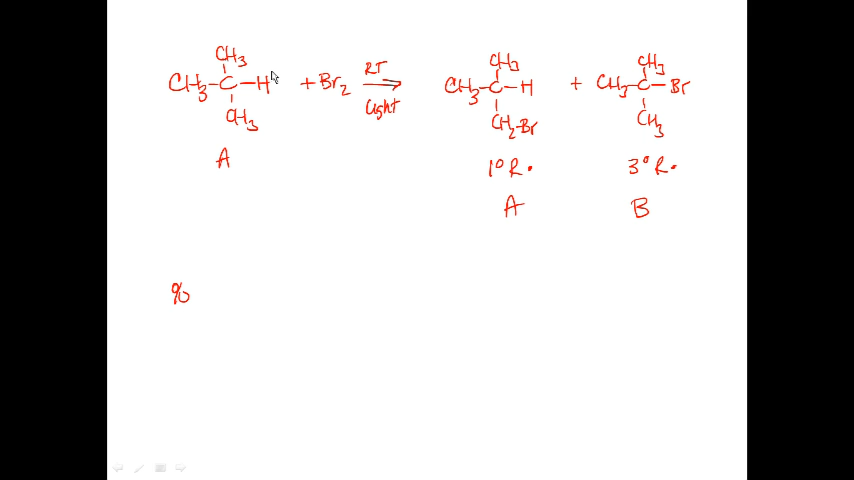 CH3 CH3 CH3
CH3-C-H + Br2 RT light CH3-C-H + CH3-C-Br
CH3 CH2-Br CH3
A 1° R• 3° R•
A B
%